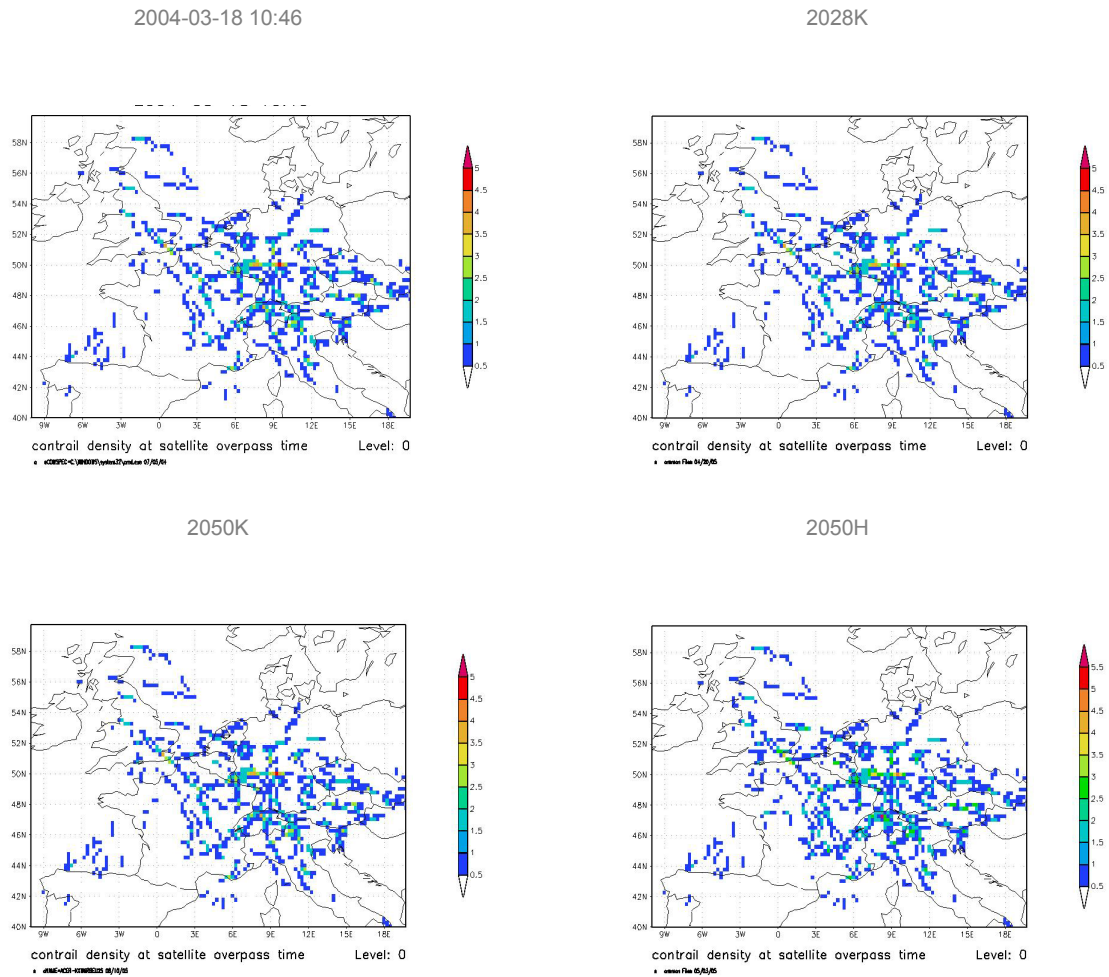 2004-03-18 10:46
58N
56N
54N
52N
50N
48N
46N
44N
42N
40N
9W 6W 3W 0 3E 6E 9E 12E 15E 18E
5
4.5
4
3.5
3
2.5
2
1.5
1
0.5
contrail density at satellite overpass time Level: 0
2028K
58N
56N
54N
52N
50N
48N
46N
44N
42N
40N
9W 6W 3W 0 3E 6E 9E 12E 15E 18E
5
4.5
4
3.5
3
2.5
2
1.5
1
0.5
contrail density at satellite overpass time Level: 0
2050K
58N
56N
54N
52N
50N
48N
46N
44N
42N
40N
9W 6W 3W 0 3E 6E 9E 12E 15E 18E
5
4.5
4
3.5
3
2.5
2
1.5
1
0.5
contrail density at satellite overpass time Level: 0
2050H
58N
56N
54N
52N
50N
48N
46N
44N
42N
40N
9W 6W 3W 0 3E 6E 9E 12E 15E 18E
5.5
5
4.5
4
3.5
3
2.5
2
1.5
1
0.5
contrail density at satellite overpass time Level: 0